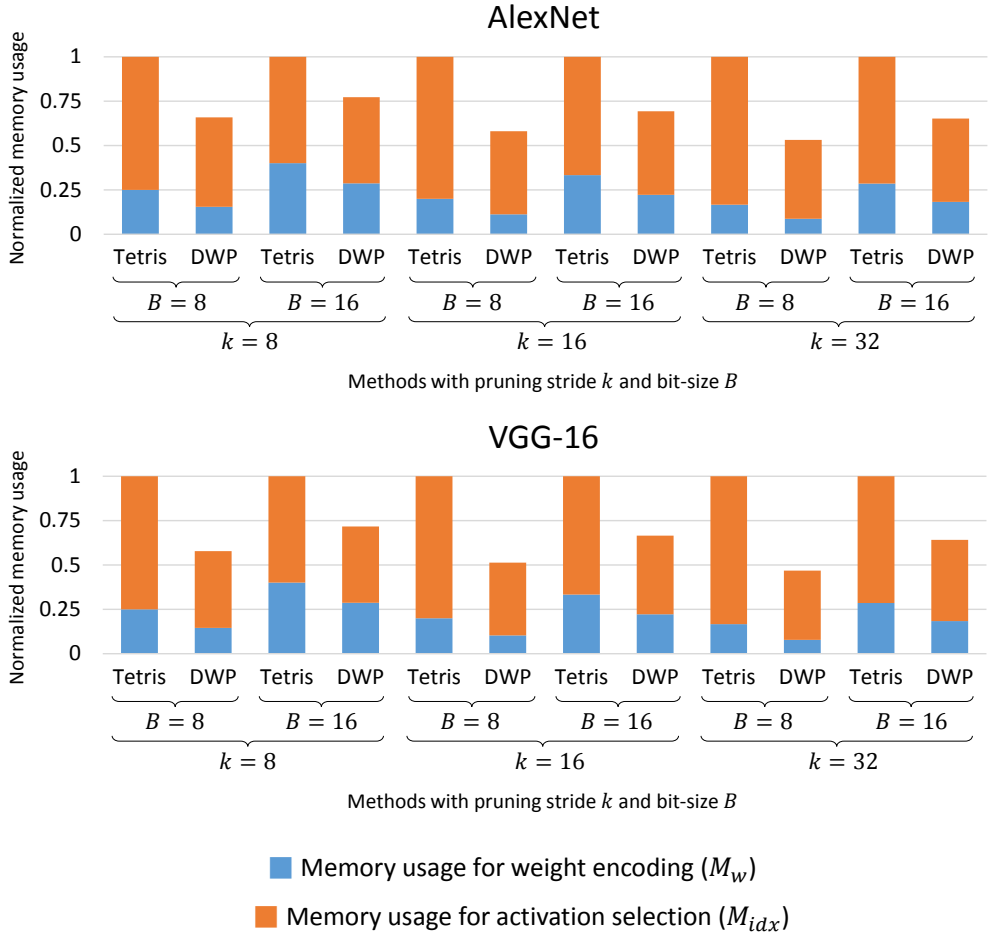 AlexNet
Normalized memory usage
1
0.75
0.5
0.25
0
Tetris DWP Tetris DWP Tetris DWP Tetris DWP Tetris DWP Tetris DWP
B = 8 B = 16 B = 8 B = 16 B = 8 B = 16
k = 8 k = 16 k = 32
Methods with pruning stride k and bit-size B
VGG-16
Normalized memory usage
1
0.75
0.5
0.25
0
Tetris DWP Tetris DWP Tetris DWP Tetris DWP Tetris DWP Tetris DWP
B = 8 B = 16 B = 8 B = 16 B = 8 B = 16
k = 8 k = 16 k = 32
Methods with pruning stride k and bit-size B
Memory usage for weight encoding (M_w)
Memory usage for activation selection (M_idx)